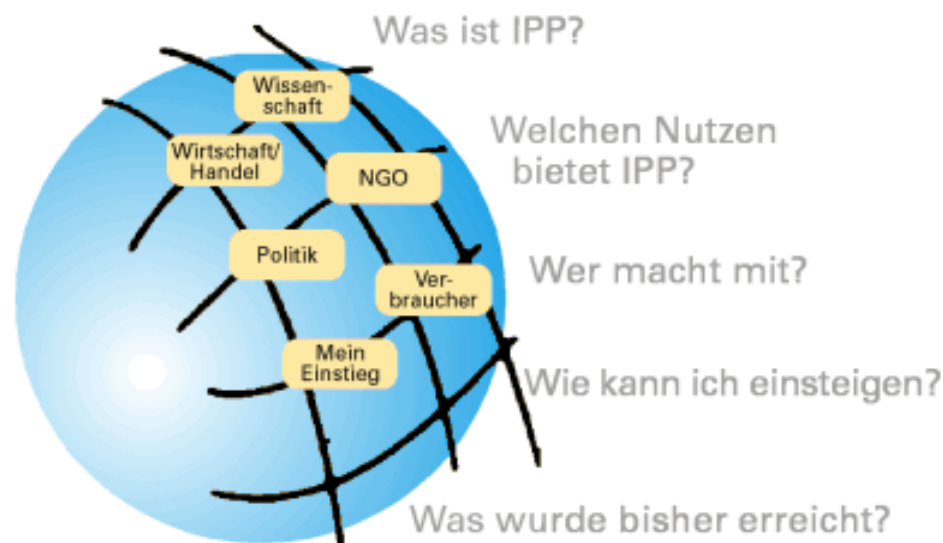 Was ist IPP?
Wissen-
schaft
Welchen Nutzen
bietet IPP?
Wirtschaft/
Handel
NGO
Politik
Wer macht mit?
Ver-
braucher
Mein
Einstieg
Wie kann ich einsteigen?
Was wurde bisher erreicht?